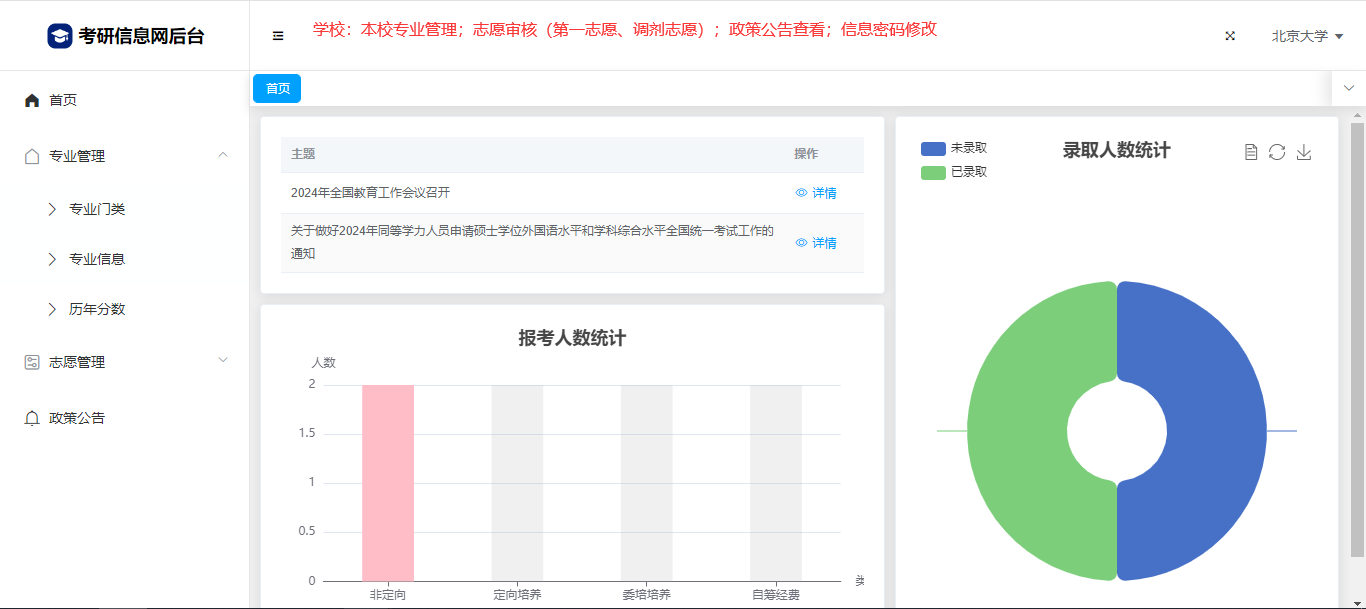 考研信息网后台
学校：本校专业管理；志愿审核（第一志愿、调剂志愿）；政策公告查看；信息密码修改
北京大学
首页
首页
专业管理
专业门类
专业信息
历年分数
志愿管理
政策公告
主题 操作
2024年全国教育工作会议召开 详情
关于做好2024年同等学力人员申请硕士学位外国语水平和学科综合水平全国统一考试工作的
通知
详情
报考人数统计
人数
2
1.5
1
0.5
0
非定向 定向培养 委培培养 自筹经费
录取人数统计
未录取
已录取